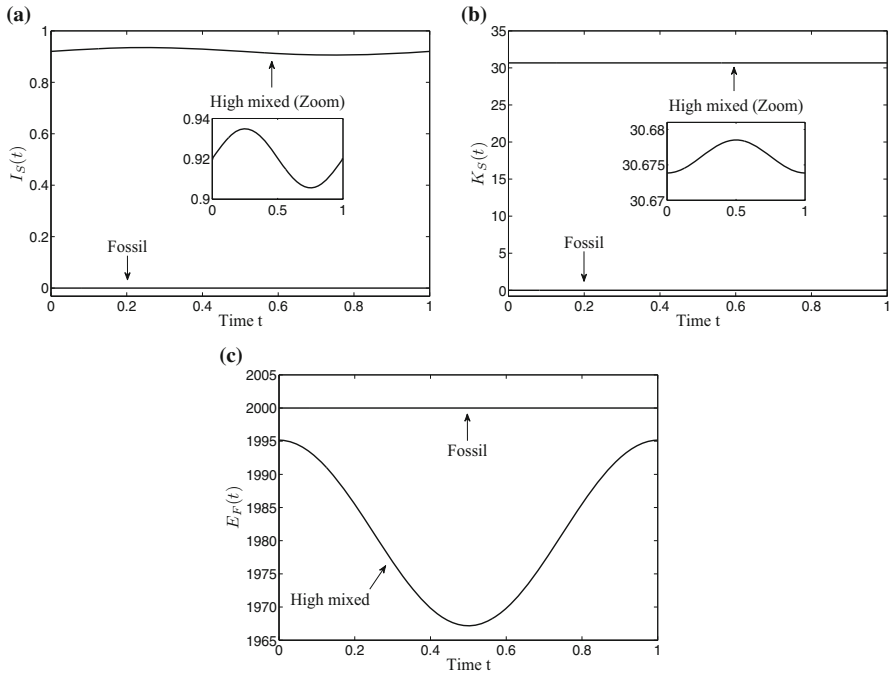 (a)
1
0.8
0.6
0.4
0.2
0
I_S(t)
High mixed (Zoom)
0.94
0.92
0.9
0 0.5 1
Fossil
0 0.2 0.4 0.6 0.8 1
Time t
(b)
35
30
25
20
15
10
5
0
K_S(t)
High mixed (Zoom)
30.68
30.675
30.67
0 0.5 1
Fossil
0 0.2 0.4 0.6 0.8 1
Time t
(c)
2005
2000
1995
1990
1985
1980
1975
1970
1965
E_F(t)
Fossil
High mixed
0 0.2 0.4 0.6 0.8 1
Time t